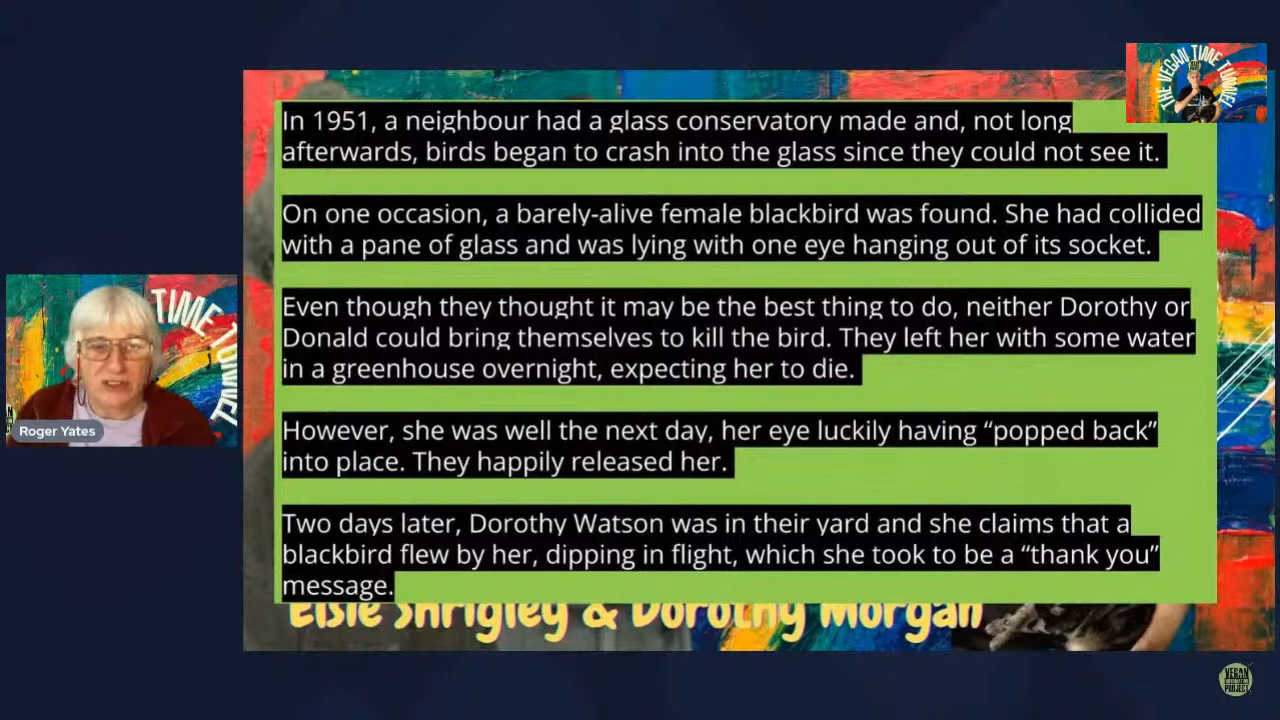 THE VEGAN TIME TUNNEL
In 1951, a neighbour had a glass conservatory made and, not long
afterwards, birds began to crash into the glass since they could not see it.
On one occasion, a barely-alive female blackbird was found. She had collided
with a pane of glass and was lying with one eye hanging out of its socket.
Even though they thought it may be the best thing to do, neither Dorothy or
Donald could bring themselves to kill the bird. They left her with some water
in a greenhouse overnight, expecting her to die.
However, she was well the next day, her eye luckily having “popped back”
into place. They happily released her.
Two days later, Dorothy Watson was in their yard and she claims that a
blackbird flew by her, dipping in flight, which she took to be a “thank you”
message.
Elsie Shrigley & Dorothy Morgan
TIME TUNNEL
Roger Yates
VEGAN
INFORMATION
PROJECT